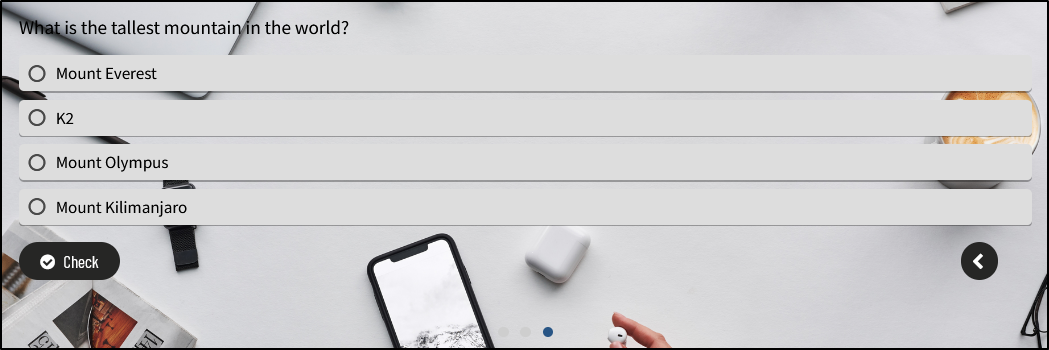 What is the tallest mountain in the world?
Mount Everest
K2
Mount Olympus
Mount Kilimanjaro
Check